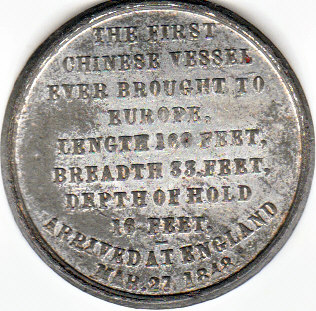 THE FIRST
CHINESE VESSEL
EVER BROUGHT TO
EUROPE,
LENGTH 160 FEET,
BREADTH 33, FEET,
DEPTH OF HOLD
16 FEET.
ARRIVED AT ENGLAND
MAR. 27. 1848.